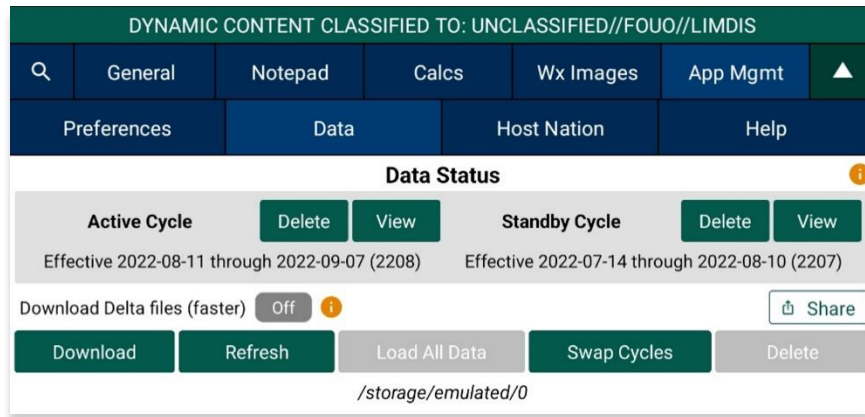 DYNAMIC CONTENT CLASSIFIED TO: UNCLASSIFIED//FOUO//LIMDIS
General Notepad Calcs Wx Images App Mgmt
Preferences Data Host Nation Help
Data Status
Active Cycle Delete View Standby Cycle Delete View
Effective 2022-08-11 through 2022-09-07 (2208) Effective 2022-07-14 through 2022-08-10 (2207)
Download Delta files (faster) Off Share
Download Refresh Load All Data Swap Cycles Delete
/storage/emulated/0